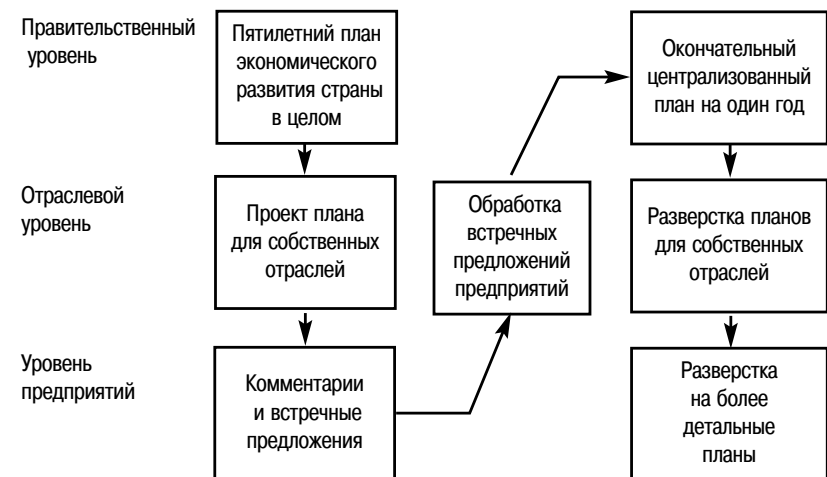 Правительственный
уровень
Пятилетний план
экономического
развития страны
в целом
Окончательный
централизованный
план на один год
Отраслевой
уровень
Проект плана
для собственных
отраслей
Обработка
встречных
предложений
предприятий
Разверстка планов
для собственных
отраслей
Уровень
предприятий
Комментарии
и встречные
предложения
Разверстка
на более
детальные
планы